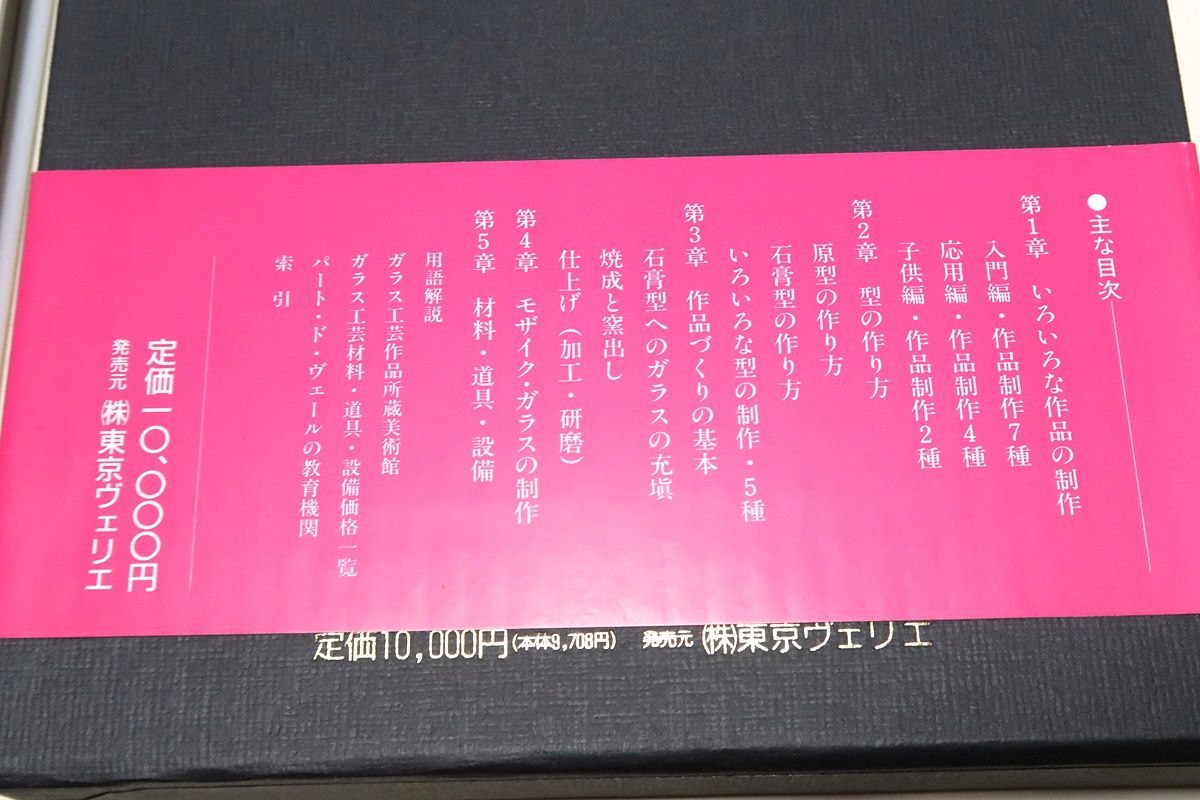 ●主な目次
第1章　いろいろな作品の制作
入門編・作品制作7種
応用編・作品制作4種
子供編・作品制作2種
第2章　型の作り方
原型の作り方
石膏型の作り方
いろいろな型の制作・5種
第3章　作品づくりの基本
石膏型へのガラスの充塡
焼成と窯出し
仕上げ（加工・研磨）
第4章　モザイク・ガラスの制作
第5章　材料・道具・設備
用語解説
ガラス工芸作品所蔵美術館
ガラス工芸材料・道具・設備価格一覧
パート・ド・ヴェールの教育機関
索引
定価一〇、〇〇〇円
発売元 ㈱東京ヴェリエ
定価10,000円(本体9,708円)　発売元 ㈱東京ヴェリエ